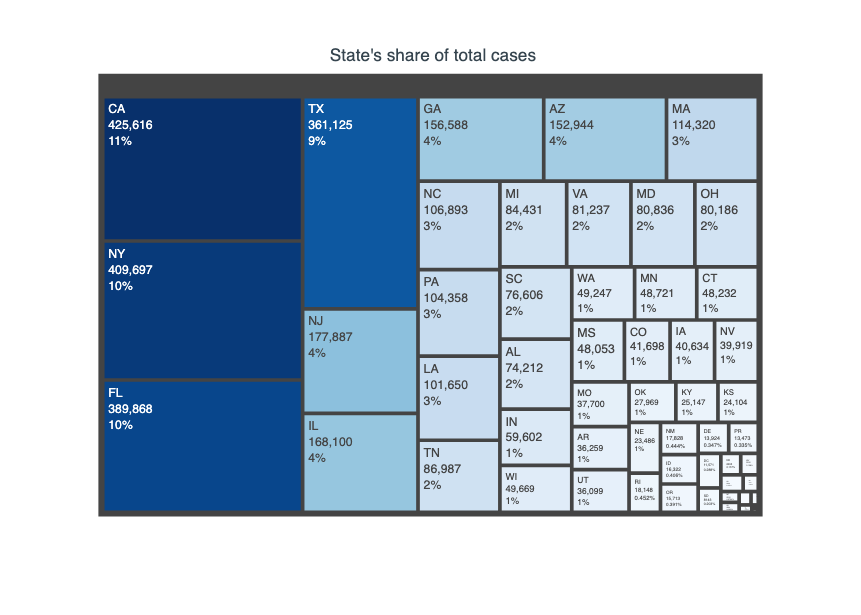 State's share of total cases
CA
425,616
11%
NY
409,697
10%
FL
389,868
10%
TX
361,125
9%
NJ
177,887
4%
IL
168,100
4%
GA
156,588
4%
AZ
152,944
4%
MA
114,320
3%
NC
106,893
3%
PA
104,358
3%
LA
101,650
3%
TN
86,987
2%
MI
84,431
2%
VA
81,237
2%
MD
80,836
2%
OH
80,186
2%
SC
76,606
2%
AL
74,212
2%
IN
59,602
1%
WI
49,669
1%
WA
49,247
1%
MN
48,721
1%
CT
48,232
1%
MS
48,053
1%
CO
41,698
1%
IA
40,634
1%
NV
39,919
1%
MO
37,700
1%
AR
36,259
1%
UT
36,099
1%
OK
27,969
1%
KY
25,147
1%
KS
24,104
1%
NE
23,486
1%
RI
18,148
0.452%
NM
17,828
0.444%
ID
OR
15,713
0.391%
DE
13,924
0.347%
PR
13,473
0.335%
DC
SD